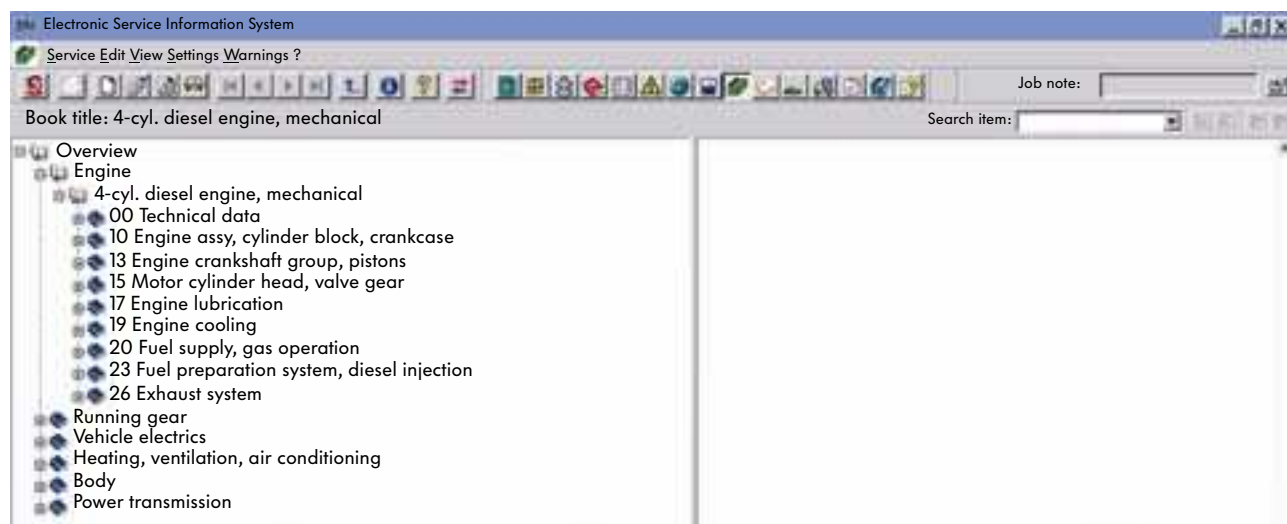 Electronic Service Information System
Service Edit View Settings Warnings ?
Job note:
Book title: 4-cyl. diesel engine, mechanical
Search item:
Overview
Engine
4-cyl. diesel engine, mechanical
00 Technical data
10 Engine assy, cylinder block, crankcase
13 Engine crankshaft group, pistons
15 Motor cylinder head, valve gear
17 Engine lubrication
19 Engine cooling
20 Fuel supply, gas operation
23 Fuel preparation system, diesel injection
26 Exhaust system
Running gear
Vehicle electrics
Heating, ventilation, air conditioning
Body
Power transmission